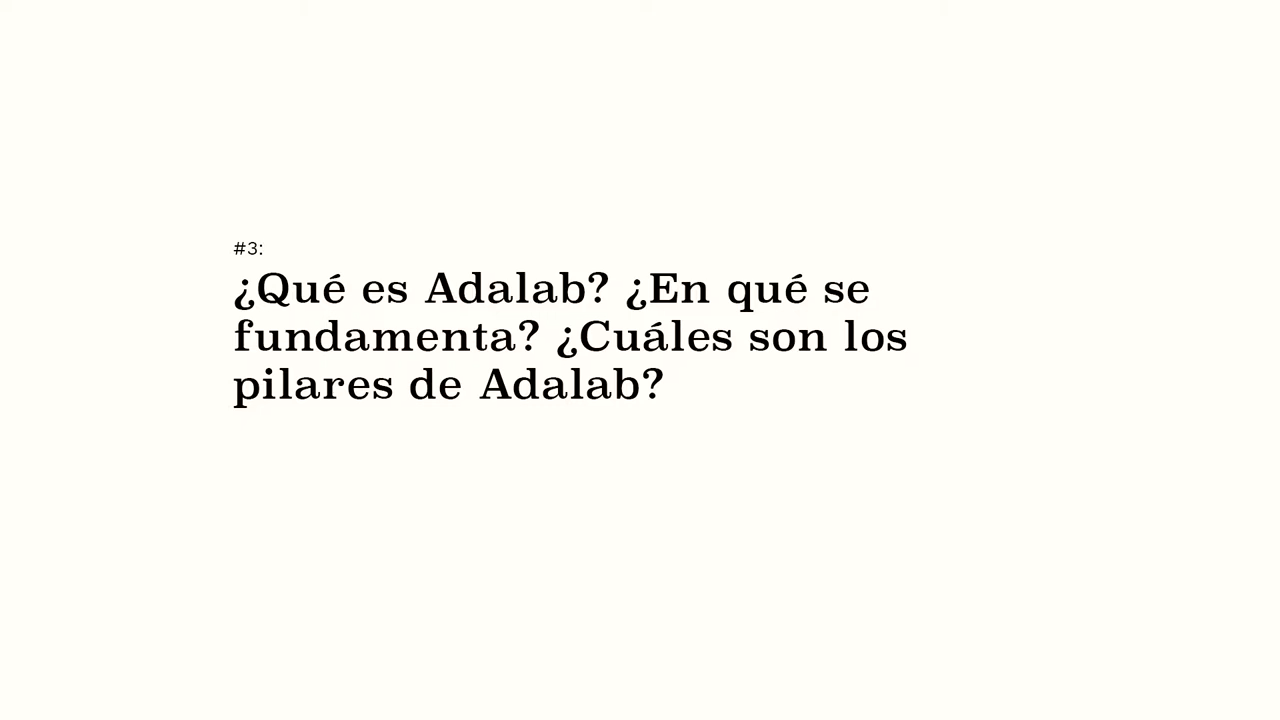 #3:
¿Qué es Adalab? ¿En qué se
fundamenta? ¿Cuáles son los
pilares de Adalab?